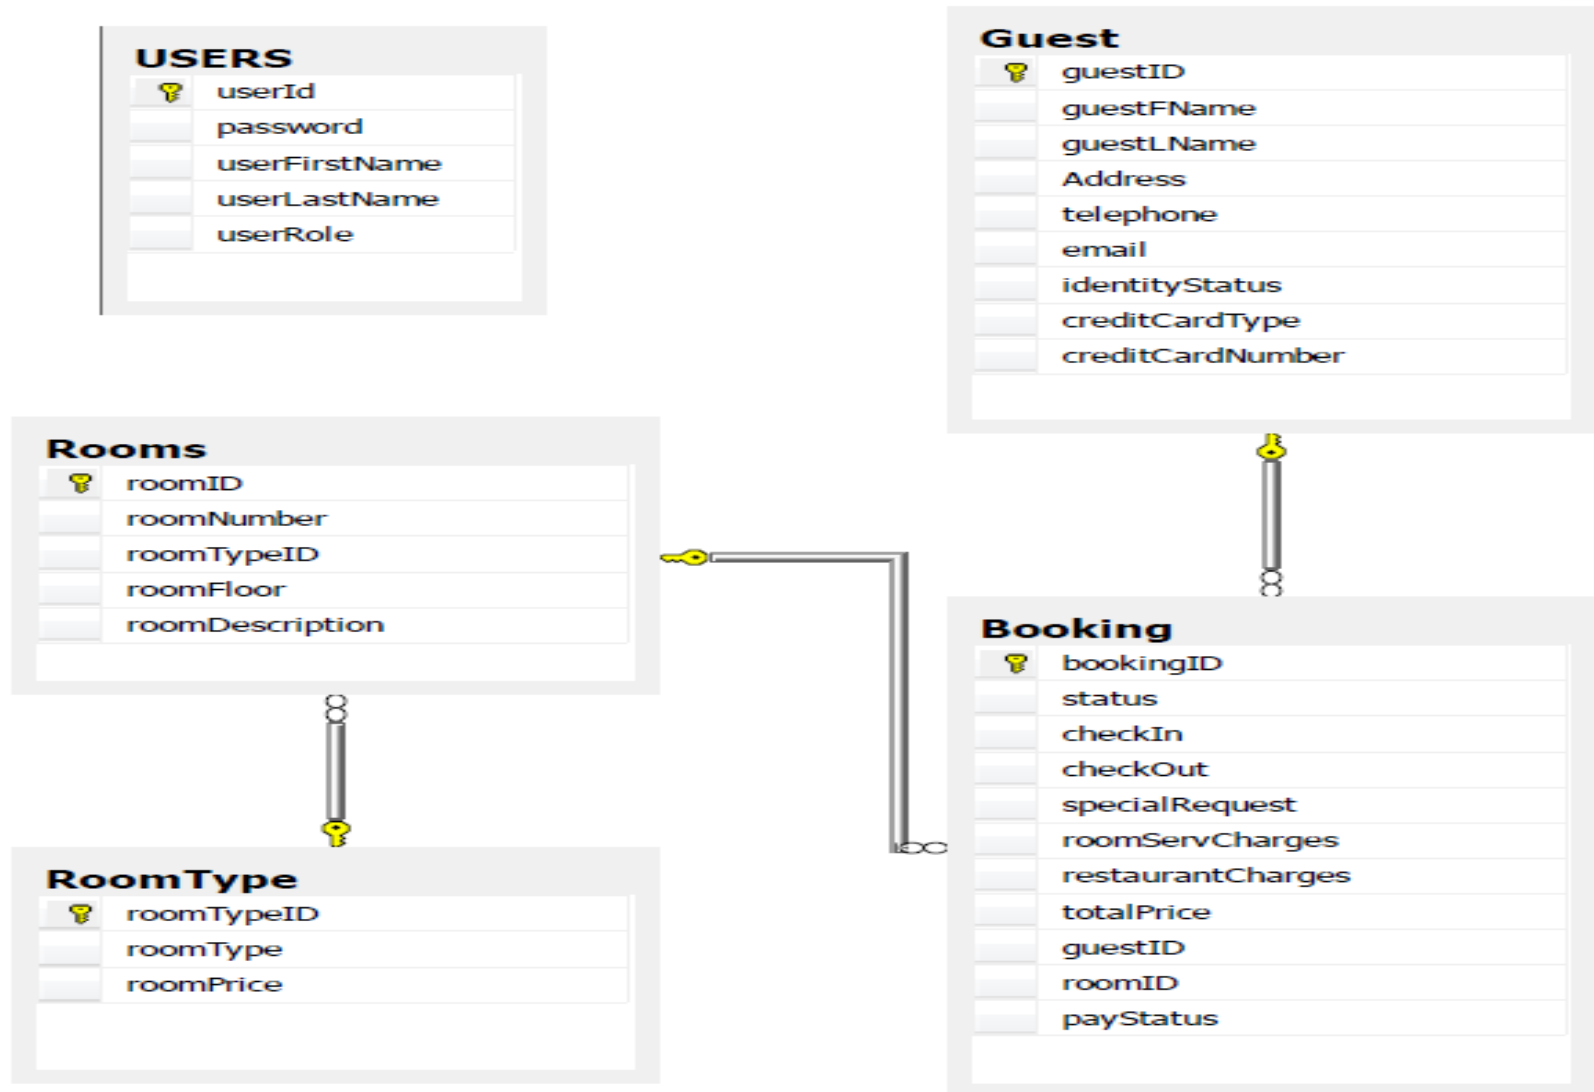 USERS
userId
password
userFirstName
userLastName
userRole
Guest
guestID
guestFName
guestLName
Address
telephone
email
identityStatus
creditCardType
creditCardNumber
Rooms
roomID
roomNumber
roomTypeID
roomFloor
roomDescription
RoomType
roomTypeID
roomType
roomPrice
Booking
bookingID
status
checkIn
checkOut
specialRequest
roomServCharges
restaurantCharges
totalPrice
guestID
roomID
payStatus